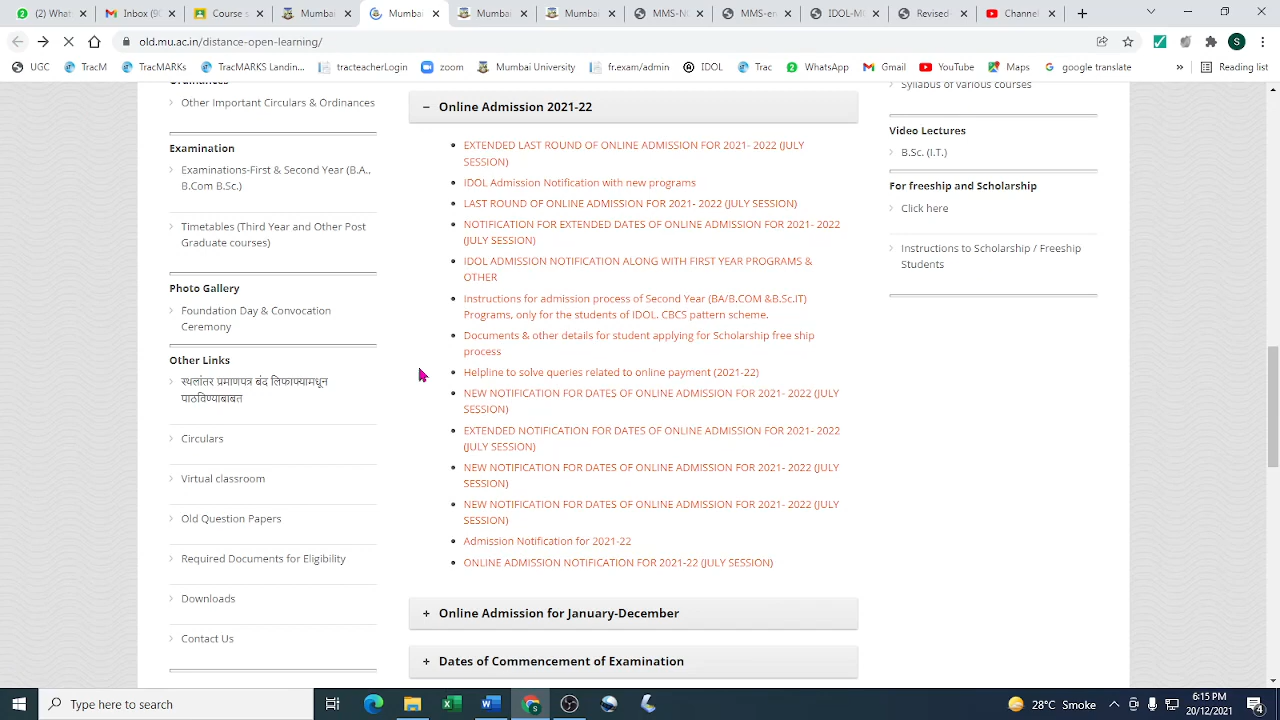 (2) What
Inbox (90
Course s
Mumbai
Mumbai
Mumbai
Mumbai
MMS-N
MMS-en
IDOL-M
Revised
Channel
old.mu.ac.in/distance-open-learning/
S
UGC
TracM
TracMARKs
TracMARKS Landin...
tracteacherLogin
zoom
Mumbai University
fr.exam/admin
IDOL
Trac
WhatsApp
Gmail
YouTube
Maps
google translate
»
Reading list
Other Important Circulars & Ordinances
Examination
Examinations-First & Second Year (B.A.,
B.Com B.Sc.)
Timetables (Third Year and Other Post
Graduate courses)
Photo Gallery
Foundation Day & Convocation
Ceremony
Other Links
स्थलांतर प्रमाणपत्र बंद लिफाफ्यामधून
पाठविण्याबाबत
Circulars
Virtual classroom
Old Question Papers
Required Documents for Eligibility
Downloads
Contact Us
− Online Admission 2021-22
EXTENDED LAST ROUND OF ONLINE ADMISSION FOR 2021- 2022 (JULY
SESSION)
IDOL Admission Notification with new programs
LAST ROUND OF ONLINE ADMISSION FOR 2021- 2022 (JULY SESSION)
NOTIFICATION FOR EXTENDED DATES OF ONLINE ADMISSION FOR 2021- 2022
(JULY SESSION)
IDOL ADMISSION NOTIFICATION ALONG WITH FIRST YEAR PROGRAMS &
OTHER
Instructions for admission process of Second Year (BA/B.COM &B.Sc.IT)
Programs, only for the students of IDOL. CBCS pattern scheme.
Documents & other details for student applying for Scholarship free ship
process
Helpline to solve queries related to online payment (2021-22)
NEW NOTIFICATION FOR DATES OF ONLINE ADMISSION FOR 2021- 2022 (JULY
SESSION)
EXTENDED NOTIFICATION FOR DATES OF ONLINE ADMISSION FOR 2021- 2022
(JULY SESSION)
NEW NOTIFICATION FOR DATES OF ONLINE ADMISSION FOR 2021- 2022 (JULY
SESSION)
NEW NOTIFICATION FOR DATES OF ONLINE ADMISSION FOR 2021- 2022 (JULY
SESSION)
Admission Notification for 2021-22
ONLINE ADMISSION NOTIFICATION FOR 2021-22 (JULY SESSION)
+ Online Admission for January-December
+ Dates of Commencement of Examination
Syllabus of various courses
Video Lectures
B.Sc. (I.T.)
For freeship and Scholarship
Click here
Instructions to Scholarship / Freeship
Students
Type here to search
28°C Smoke
6:15 PM
20/12/2021